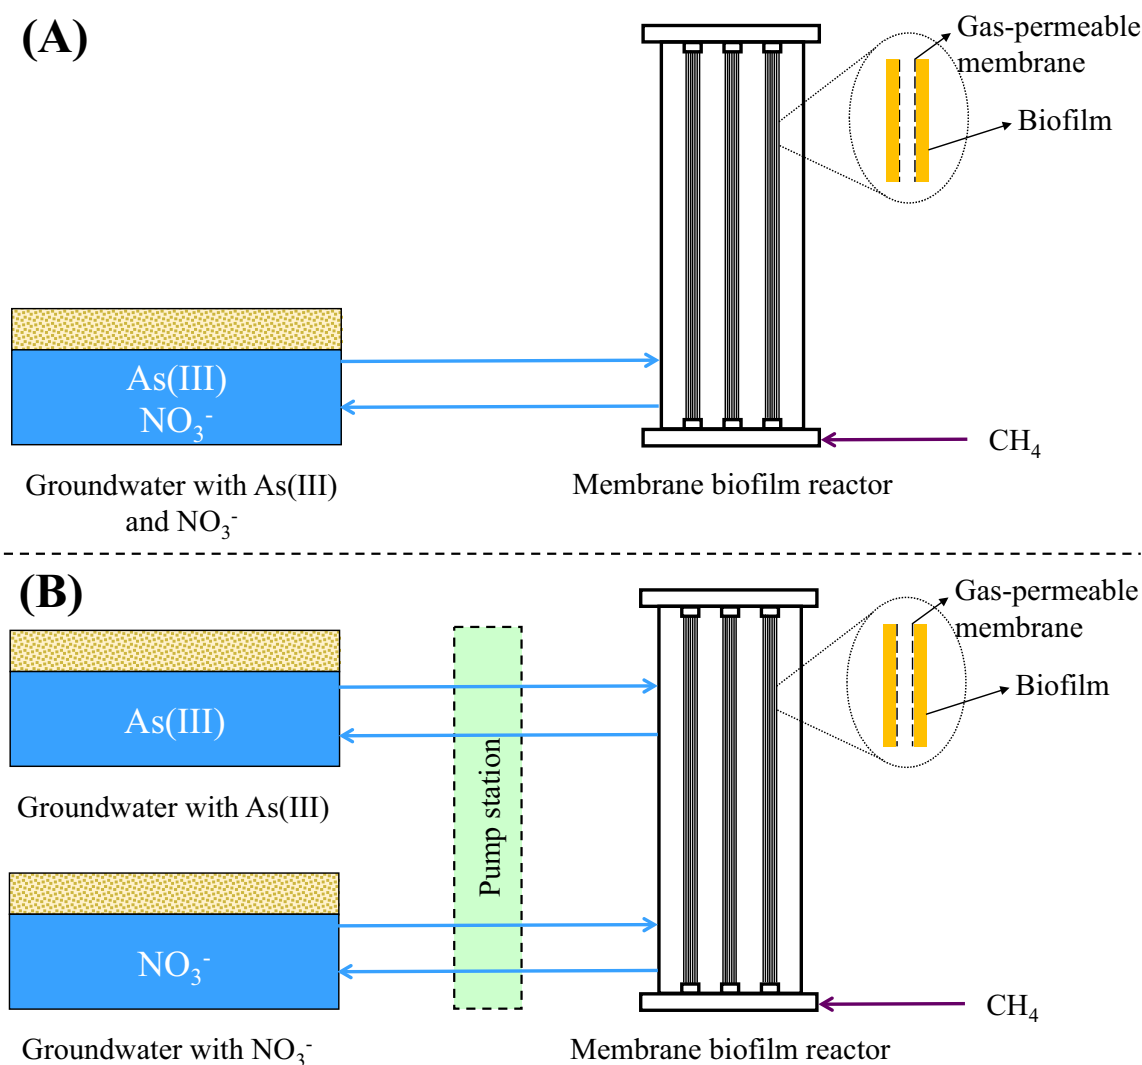 (A)
Gas-permeable
membrane
Biofilm
As(III)
NO₃⁻
CH₄
Groundwater with As(III)
and NO₃⁻
Membrane biofilm reactor
(B)
Gas-permeable
membrane
Biofilm
As(III)
Pump station
Groundwater with As(III)
NO₃⁻
CH₄
Groundwater with NO₃⁻
Membrane biofilm reactor